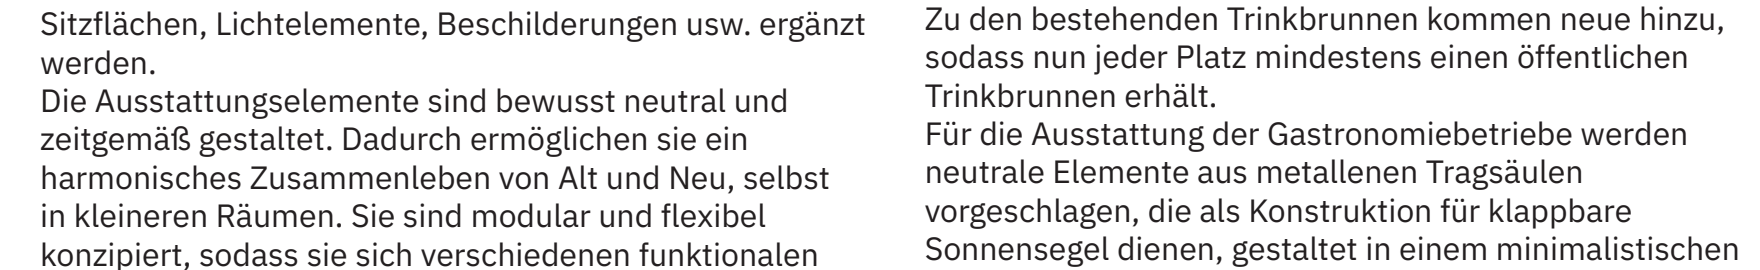 Sitzflächen, Lichtelemente, Beschilderungen usw. ergänzt
werden.
Die Ausstattungselemente sind bewusst neutral und
zeitgemäß gestaltet. Dadurch ermöglichen sie ein
harmonisches Zusammenleben von Alt und Neu, selbst
in kleineren Räumen. Sie sind modular und flexibel
konzipiert, sodass sie sich verschiedenen funktionalen
Zu den bestehenden Trinkbrunnen kommen neue hinzu,
sodass nun jeder Platz mindestens einen öffentlichen
Trinkbrunnen erhält.
Für die Ausstattung der Gastronomiebetriebe werden
neutrale Elemente aus metallenen Tragsäulen
vorgeschlagen, die als Konstruktion für klappbare
Sonnensegel dienen, gestaltet in einem minimalistischen